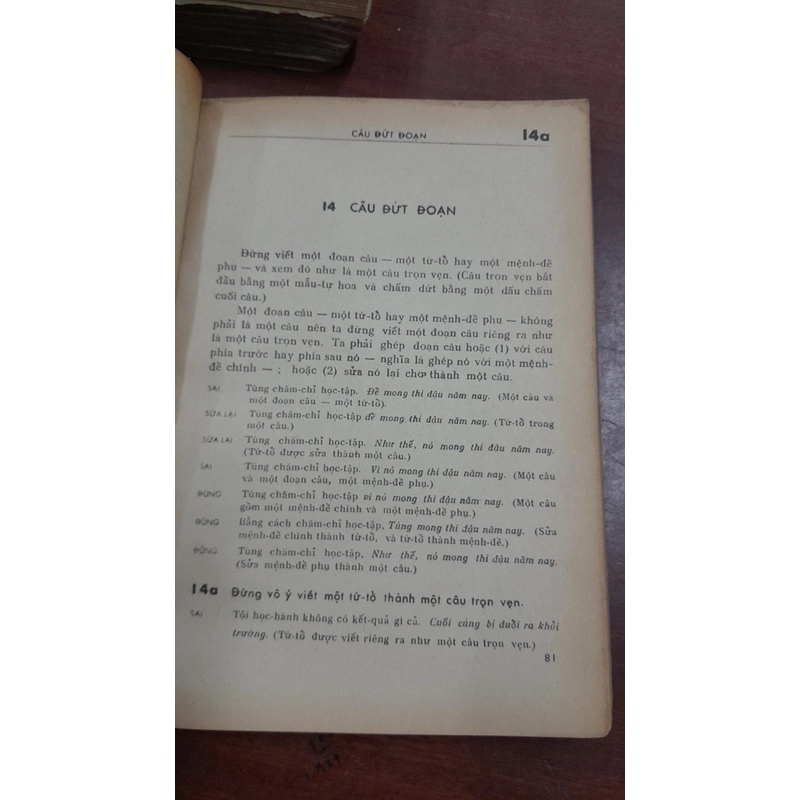 CÂU ĐỨT ĐOẠN 14a
14 CÂU ĐỨT ĐOẠN
Đừng viết một đoạn câu — một từ-tố hay một mệnh-đề
phụ — và xem đó như là một câu trọn vẹn. (Câu trọn vẹn bắt
đầu bằng một mẫu-tự hoa và chấm dứt bằng một dấu chấm
cuối câu.)
Một đoạn câu — một từ-tố hay một mệnh-đề phụ — không
phải là một câu nên ta đừng viết một đoạn câu riêng ra như
là một câu trọn vẹn. Ta phải ghép đoạn câu hoặc (1) với câu
phía trước hay phía sau nó — nghĩa là ghép nó với một mệnh-
đề chính — ; hoặc (2) sửa nó lại cho thành một câu.
SAI Tùng chăm-chỉ học-tập. Để mong thi đậu năm nay. (Một câu và
một đoạn câu — một từ-tố).
SỬA LẠI Tùng chăm-chỉ học-tập để mong thi đậu năm nay. (Từ-tố trong
một câu.)
SỬA LẠI Tùng chăm-chỉ học-tập. Như thế, nó mong thi đậu năm nay.
(Từ-tố được sửa thành một câu.)
SAI Tùng chăm-chỉ học-tập. Vì nó mong thi đậu năm nay. (Một câu
và một đoạn câu, một mệnh-đề phụ.)
ĐÚNG Tùng chăm-chỉ học-tập vì nó mong thi đậu năm nay. (Một câu
gồm một mệnh-đề chính và một mệnh-đề phụ.)
ĐÚNG Bằng cách chăm-chỉ học-tập, Tùng mong thi đậu năm nay. (Sửa
mệnh-đề chính thành từ-tố, và từ-tố thành mệnh-đề.)
ĐÚNG Tùng chăm-chỉ học-tập, Như thế, nó mong thi đậu năm nay.
(Sửa mệnh-đề phụ thành một câu.)
14a Đừng vô ý viết một từ-tố thành một câu trọn vẹn.
SAI Tôi học-hành không có kết-quả gì cả. Cuối cùng bị đuổi ra khỏi
trường. (Từ-tố được viết riêng ra như một câu trọn vẹn.)
81